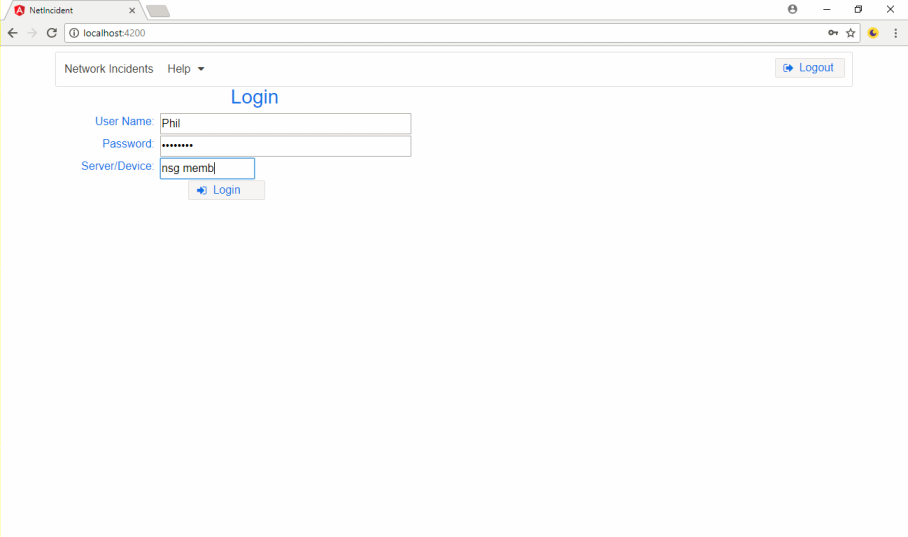 NetIncident
localhost:4200
Network Incidents Help Logout
Login
User Name: Phil
Password: ••••••••
Server/Device: nsg memb
Login